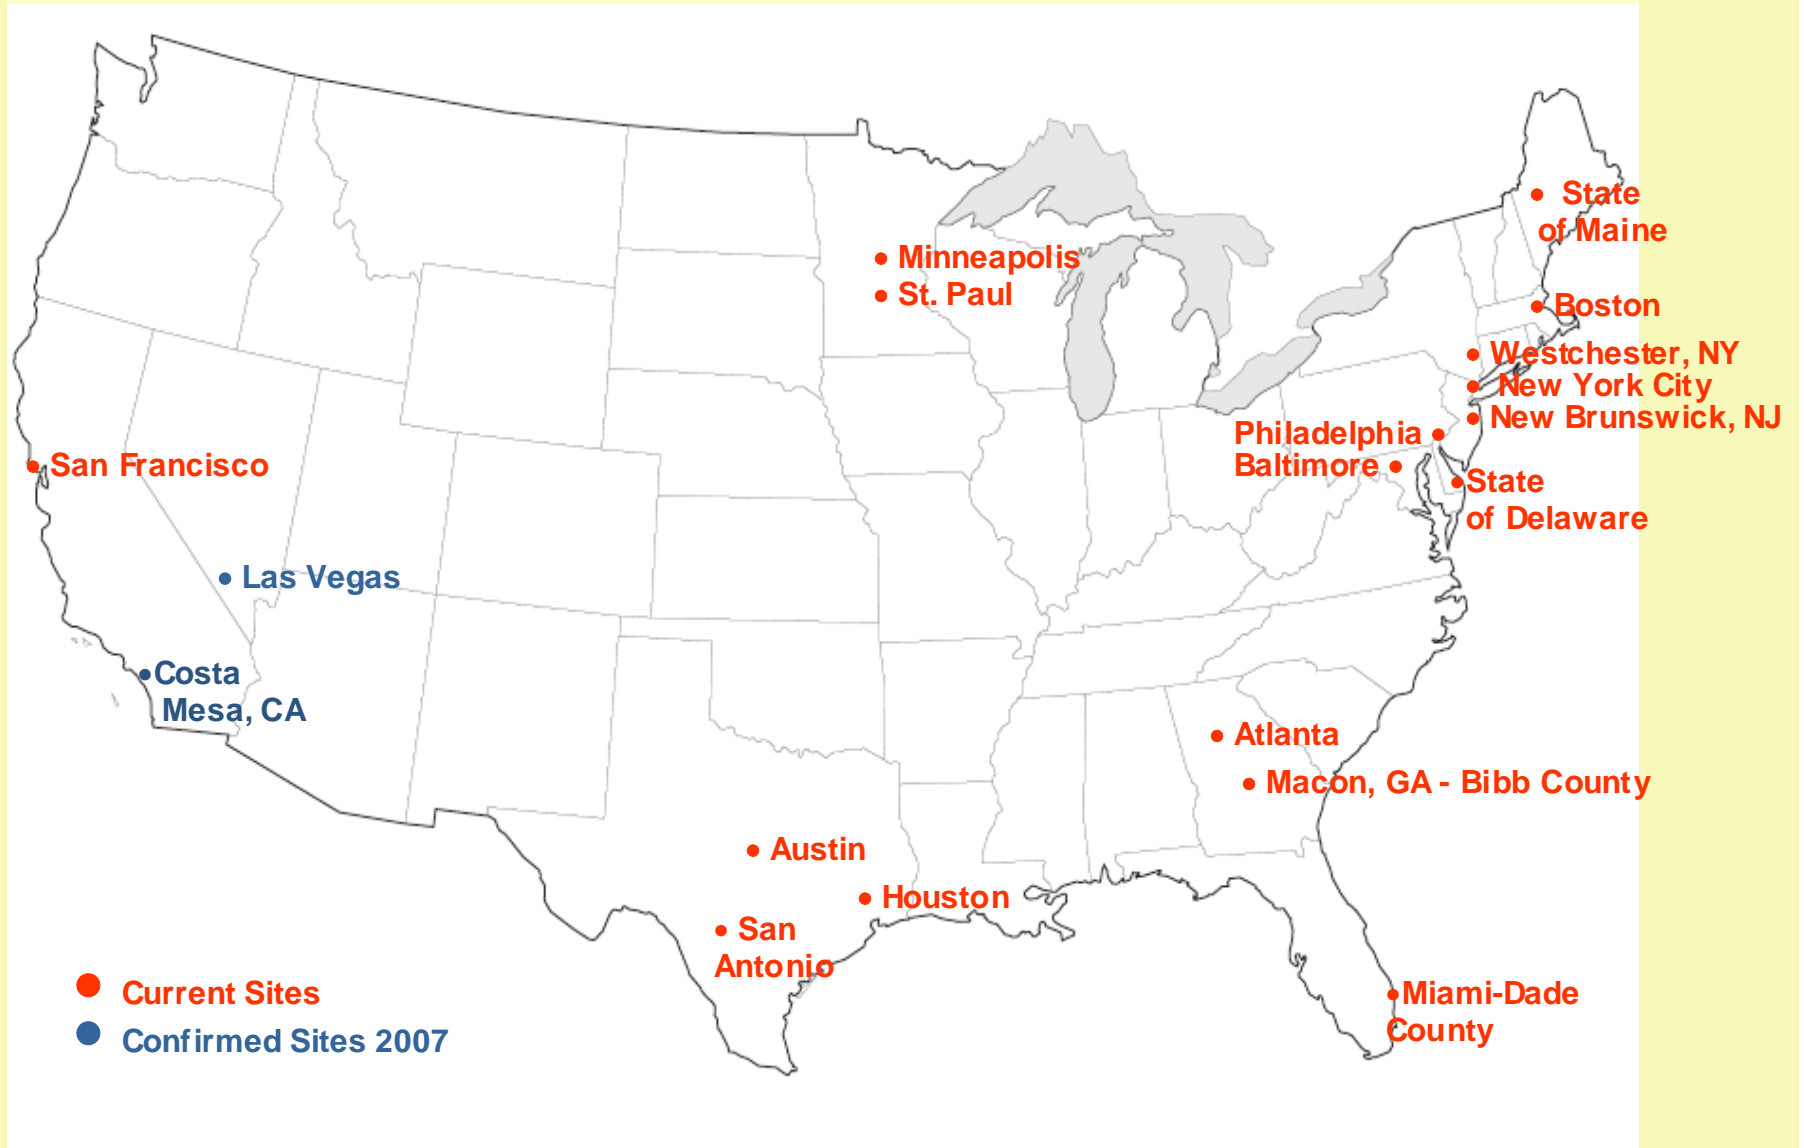 State
of Maine
Minneapolis
St. Paul
Boston
Westchester, NY
New York City
New Brunswick, NJ
Philadelphia
Baltimore
State
of Delaware
San Francisco
Las Vegas
Costa
Mesa, CA
Atlanta
Macon, GA - Bibb County
Austin
Houston
San
Antonio
Miami-Dade
County
Current Sites
Confirmed Sites 2007